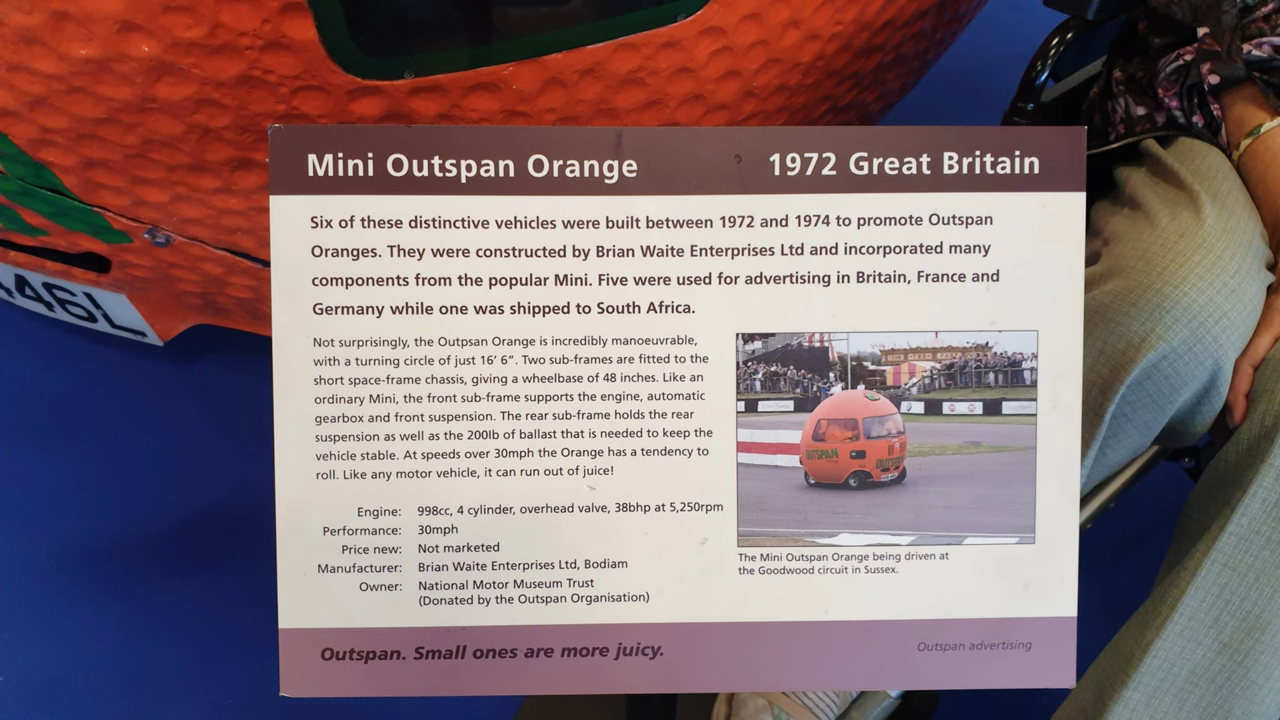 Mini Outspan Orange 1972 Great Britain
Six of these distinctive vehicles were built between 1972 and 1974 to promote Outspan
Oranges. They were constructed by Brian Waite Enterprises Ltd and incorporated many
components from the popular Mini. Five were used for advertising in Britain, France and
Germany while one was shipped to South Africa.
Not surprisingly, the Outpsan Orange is incredibly manoeuvrable,
with a turning circle of just 16' 6”. Two sub-frames are fitted to the
short space-frame chassis, giving a wheelbase of 48 inches. Like an
ordinary Mini, the front sub-frame supports the engine, automatic
gearbox and front suspension. The rear sub-frame holds the rear
suspension as well as the 200lb of ballast that is needed to keep the
vehicle stable. At speeds over 30mph the Orange has a tendency to
roll. Like any motor vehicle, it can run out of juice!
Engine: 998cc, 4 cylinder, overhead valve, 38bhp at 5,250rpm
Performance: 30mph
Price new: Not marketed
Manufacturer: Brian Waite Enterprises Ltd, Bodiam
Owner: National Motor Museum Trust
(Donated by the Outspan Organisation)
OUTSPAN
OUTSPAN
The Mini Outspan Orange being driven at
the Goodwood circuit in Sussex.
Outspan. Small ones are more juicy.
Outspan advertising
46L